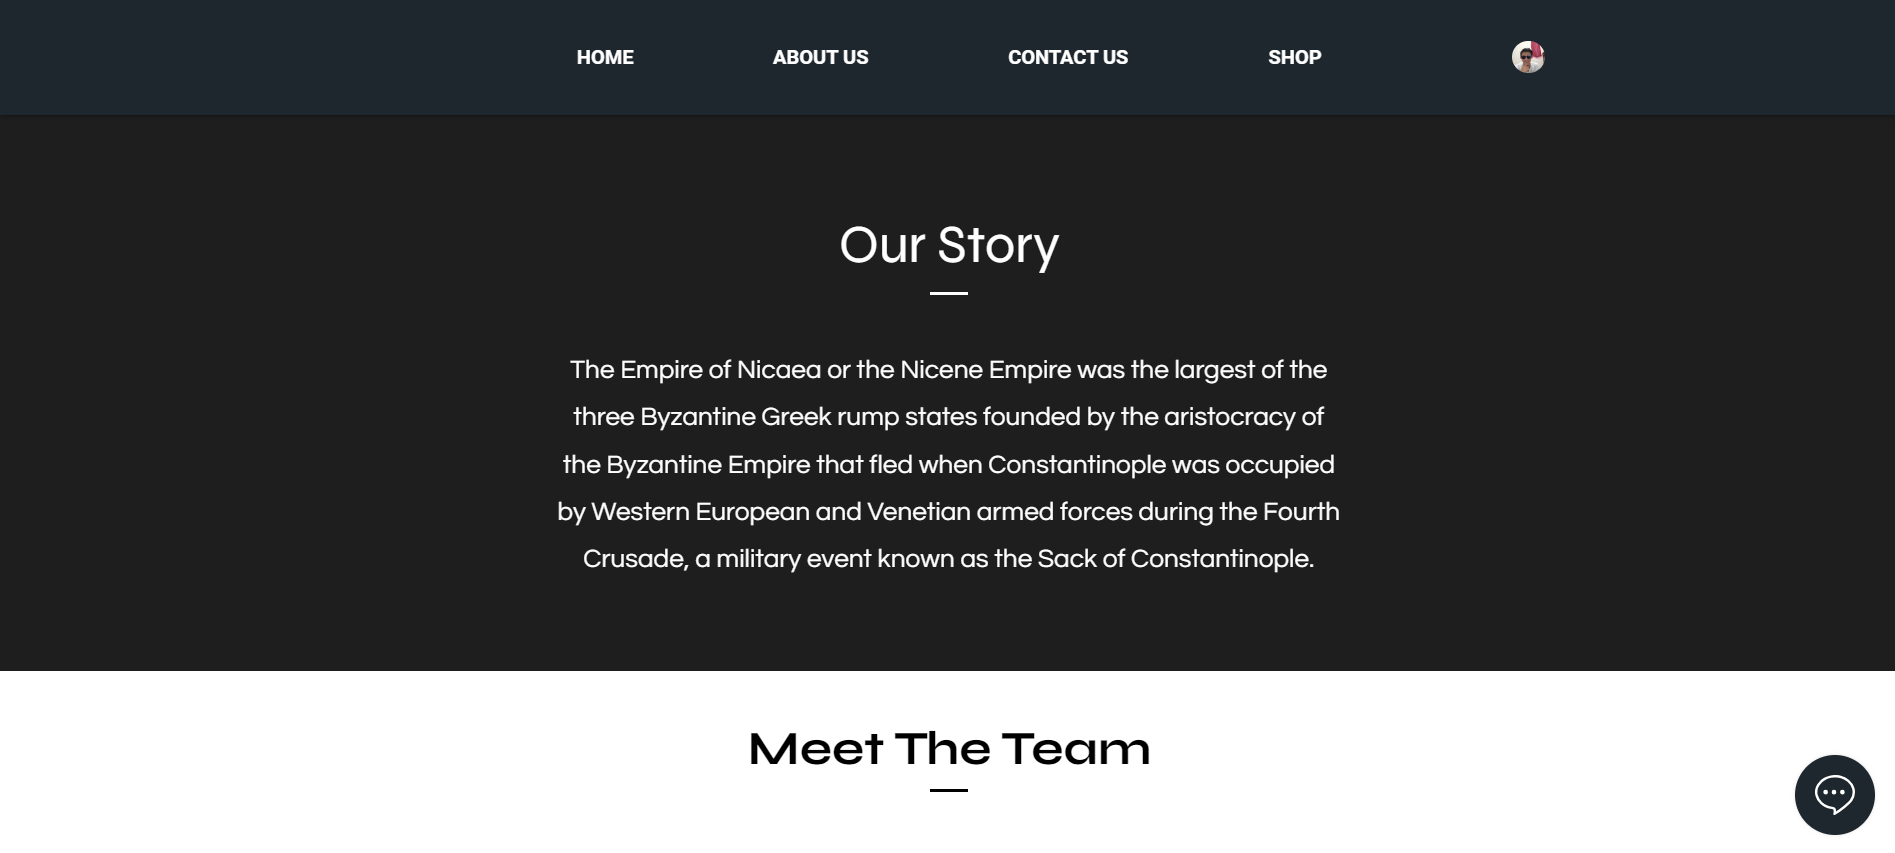 HOME ABOUT US CONTACT US SHOP
Our Story
The Empire of Nicaea or the Nicene Empire was the largest of the
three Byzantine Greek rump states founded by the aristocracy of
the Byzantine Empire that fled when Constantinople was occupied
by Western European and Venetian armed forces during the Fourth
Crusade, a military event known as the Sack of Constantinople.
Meet The Team